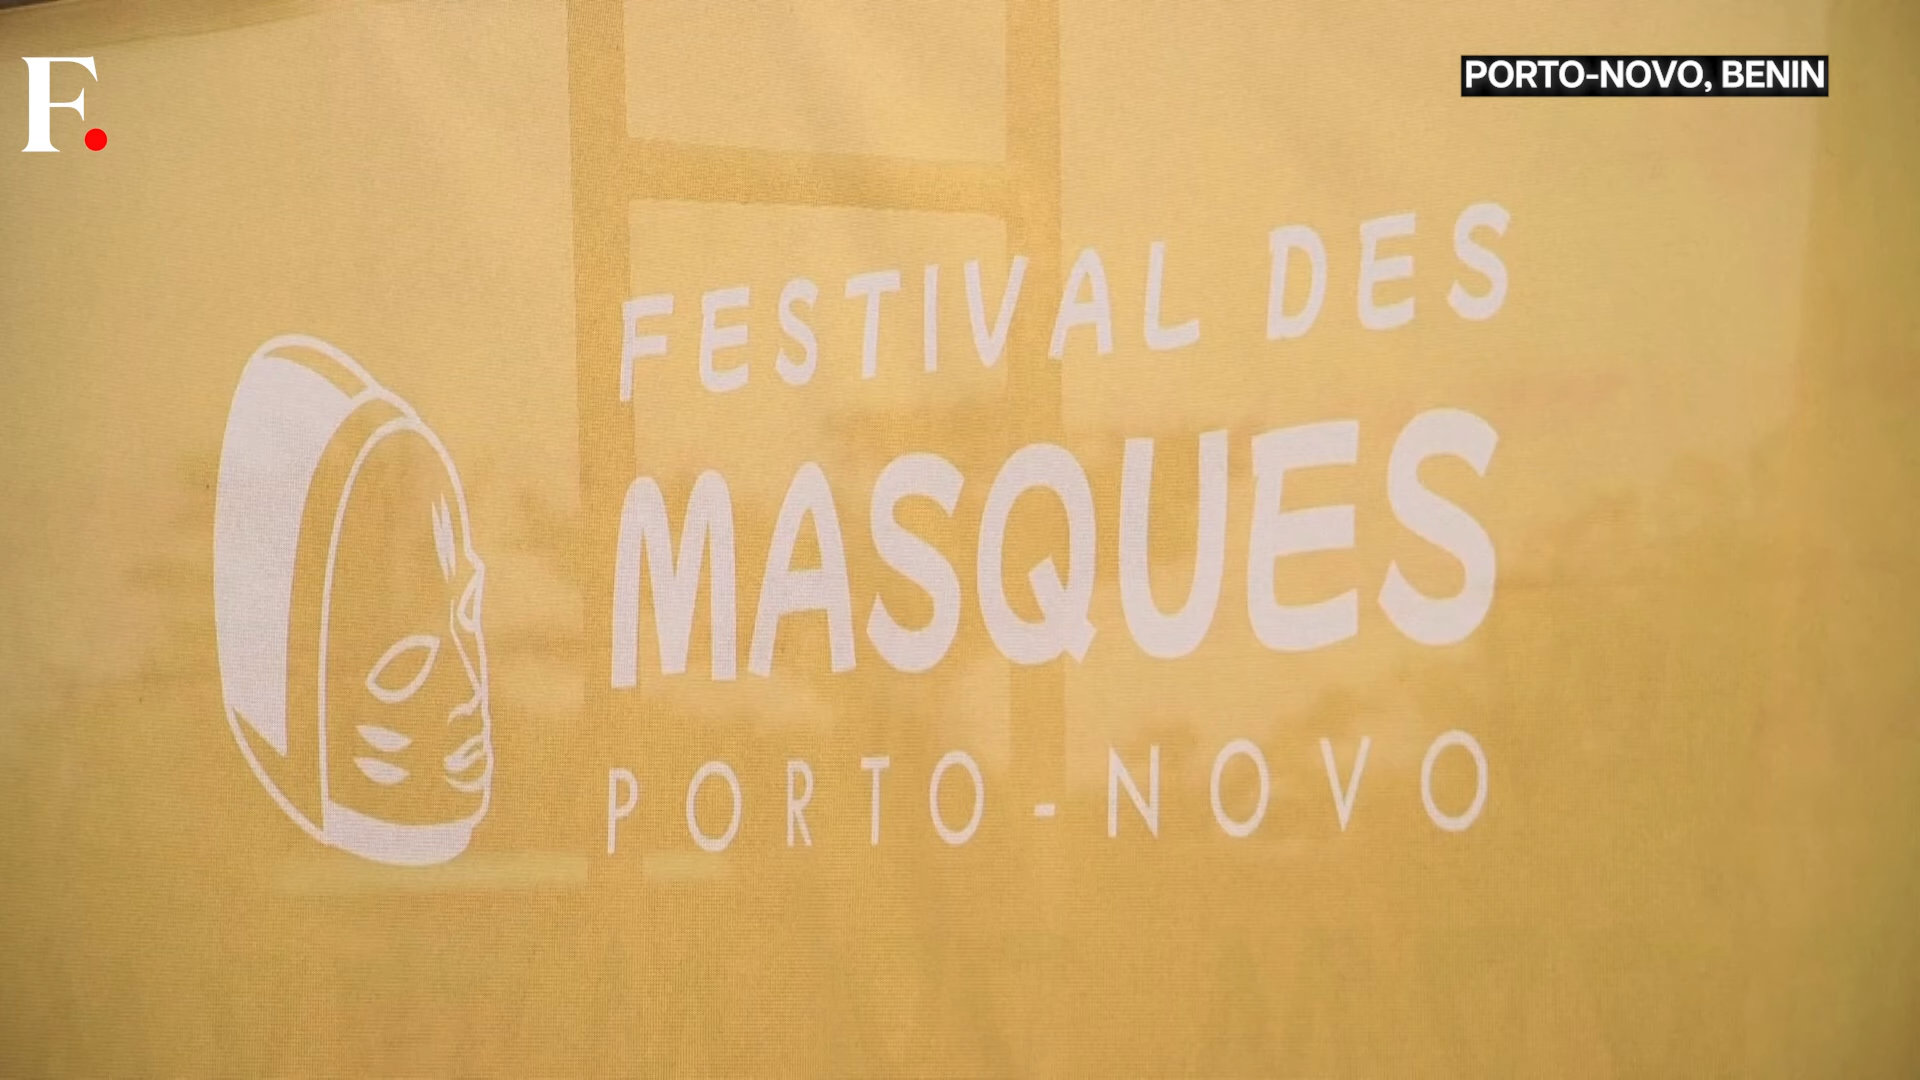 F.
PORTO-NOVO, BENIN
FESTIVAL DES
MASQUES
PORTO-NOVO